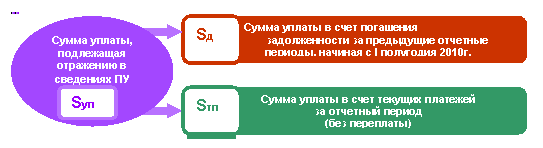 Сумма уплаты,
подлежащая
отражению в
сведениях ПУ
Sуп
Sд
Сумма уплаты в счет погашения
задолженности за предыдущие отчетные
периоды, начиная с I полугодия 2010г.
Sтп
Сумма уплаты в счет текущих платежей
за отчетный период
(без переплаты)